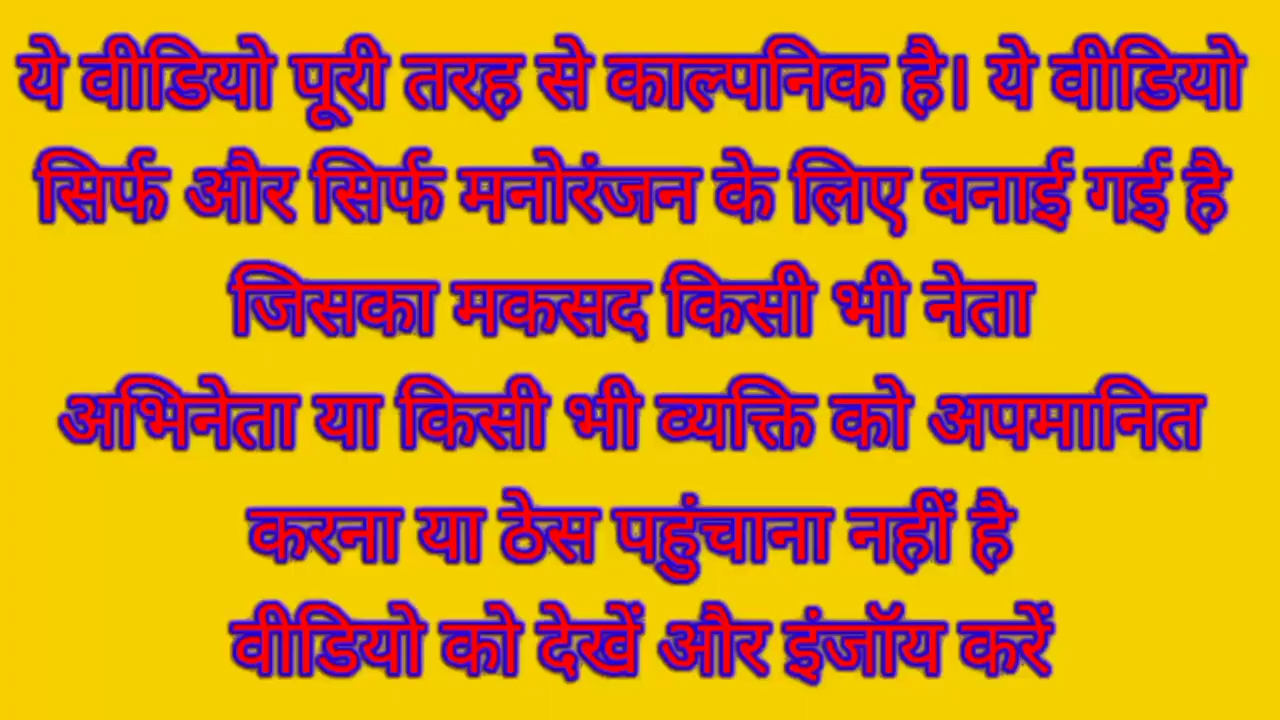 ये वीडियो पूरी तरह से काल्पनिक है। ये वीडियो
सिर्फ और सिर्फ मनोरंजन के लिए बनाई गई है
जिसका मकसद किसी भी नेता
अभिनेता या किसी भी व्यक्ति को अपमानित
करना या ठेस पहुंचाना नहीं है
वीडियो को देखें और इंजॉय करें